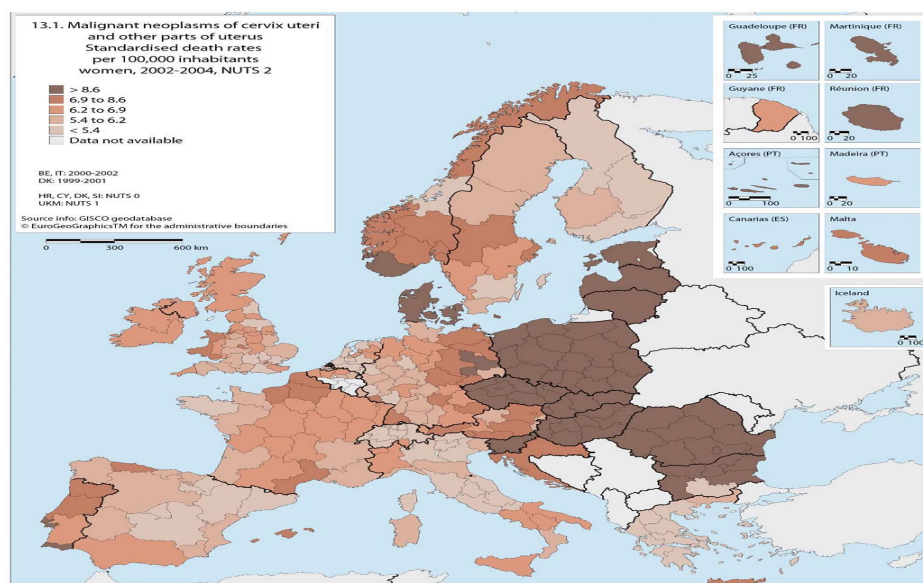 13.1. Malignant neoplasms of cervix uteri
and other parts of uterus
Standardised death rates
per 100,000 inhabitants
women, 2002-2004, NUTS 2
> 8.6
6.9 to 8.6
6.2 to 6.9
5.4 to 6.2
< 5.4
Data not available
BE, IT: 2000-2002
DK: 1999-2001
HR, CY, DK, SI: NUTS 0
UKM: NUTS 1
Source info: GISCO geodatabase
© EuroGeoGraphicsTM for the administrative boundaries
0 300 600 km
Guadeloupe (FR)
0 25
Martinique (FR)
0 20
Guyane (FR)
0 100
Réunion (FR)
0 20
Açores (PT)
0 100
Madeira (PT)
0 20
Canarias (ES)
0 100
Malta
0 10
Iceland
0 100